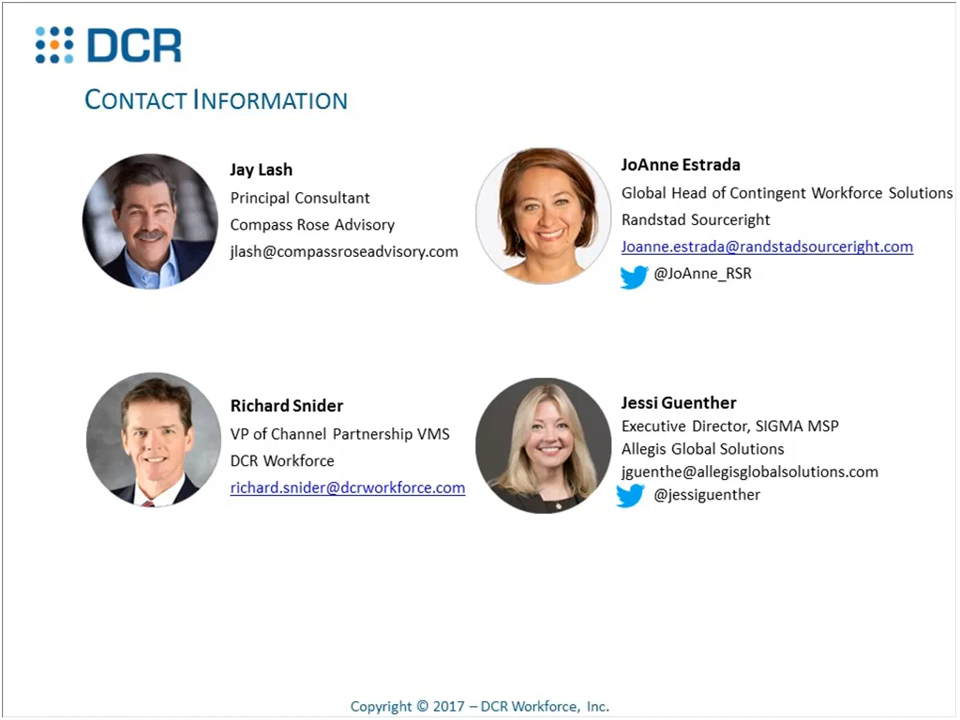 DCR
CONTACT INFORMATION
Jay Lash
Principal Consultant
Compass Rose Advisory
jlash@compassroseadvisory.com
JoAnne Estrada
Global Head of Contingent Workforce Solutions
Randstad Sourceright
Joanne.estrada@randstadsourceright.com
@JoAnne_RSR
Richard Snider
VP of Channel Partnership VMS
DCR Workforce
richard.snider@dcrworkforce.com
Jessi Guenther
Executive Director, SIGMA MSP
Allegis Global Solutions
jguenthe@allegisglobalsolutions.com
@jessiguenther
Copyright © 2017 – DCR Workforce, Inc.